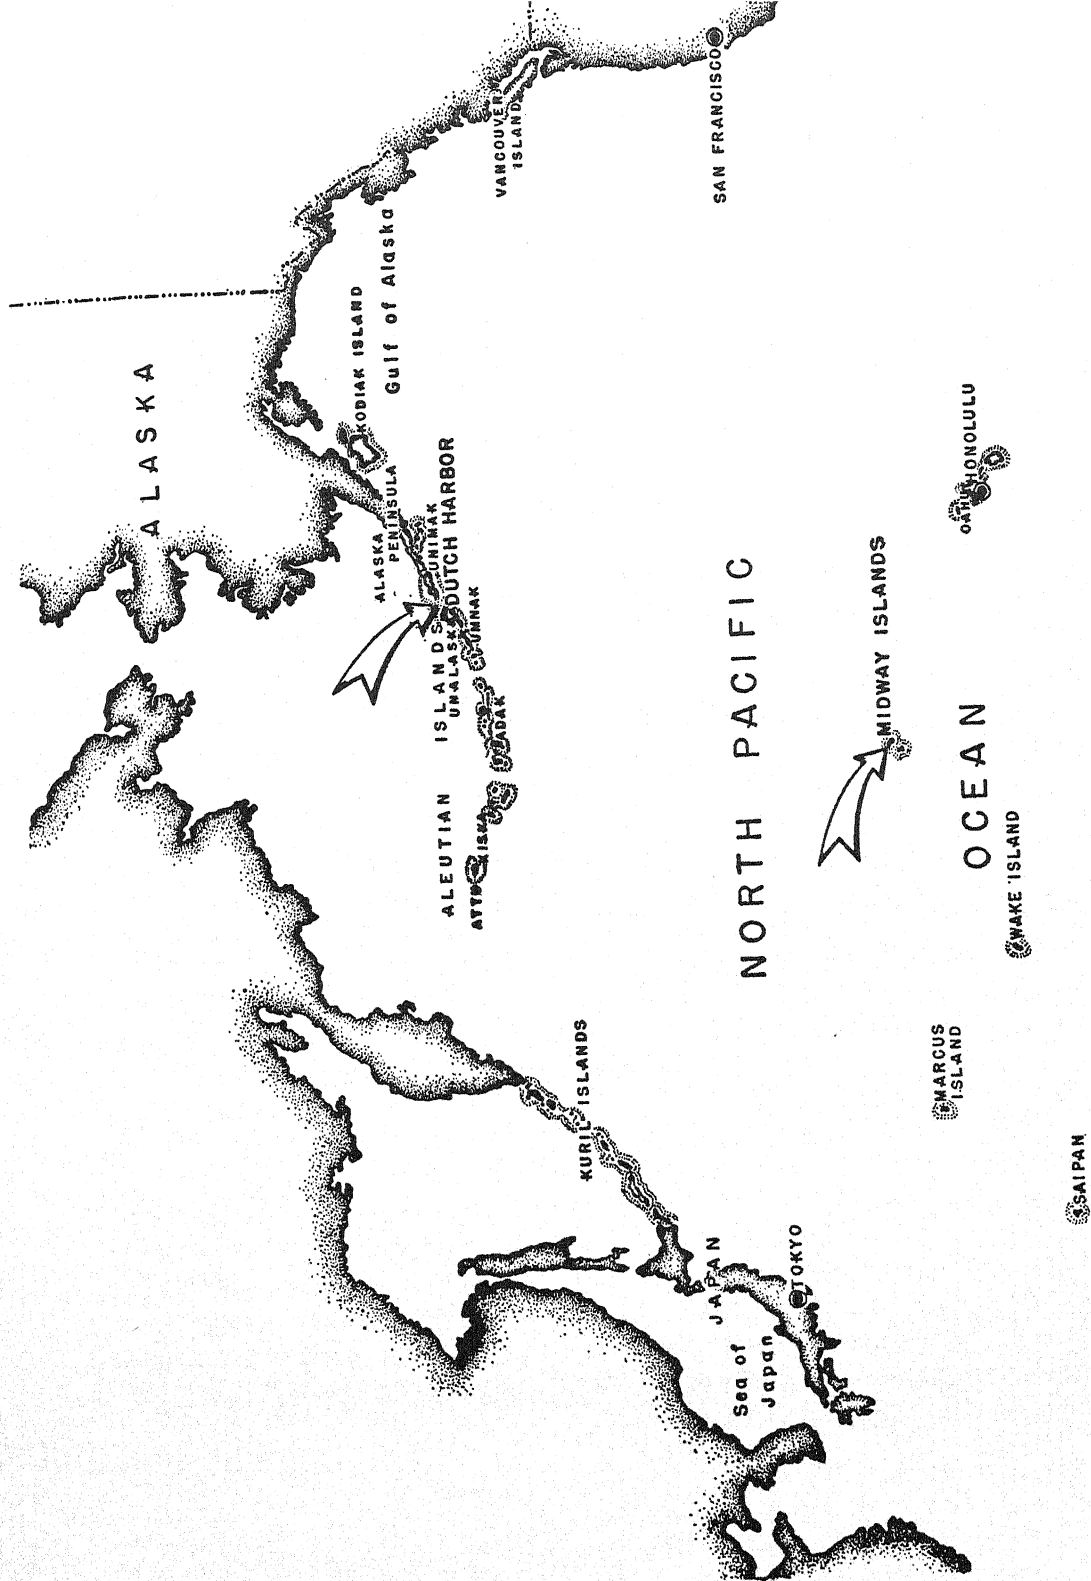 ALASKA
VANCOUVER
ISLAND
SAN FRANCISCO
Gulf of Alaska
KODIAK ISLAND
ALASKA
PENINSULA
UNIMAK
DUTCH HARBOR
UNALASKA
UMNAK
ALEUTIAN ISLANDS
ADAK
KISKA
ATTU
NORTH PACIFIC
OCEAN
OAHU
HONOLULU
MIDWAY ISLANDS
WAKE ISLAND
MARCUS
ISLAND
SAIPAN
KURIL ISLANDS
JAPAN
TOKYO
Sea of
Japan